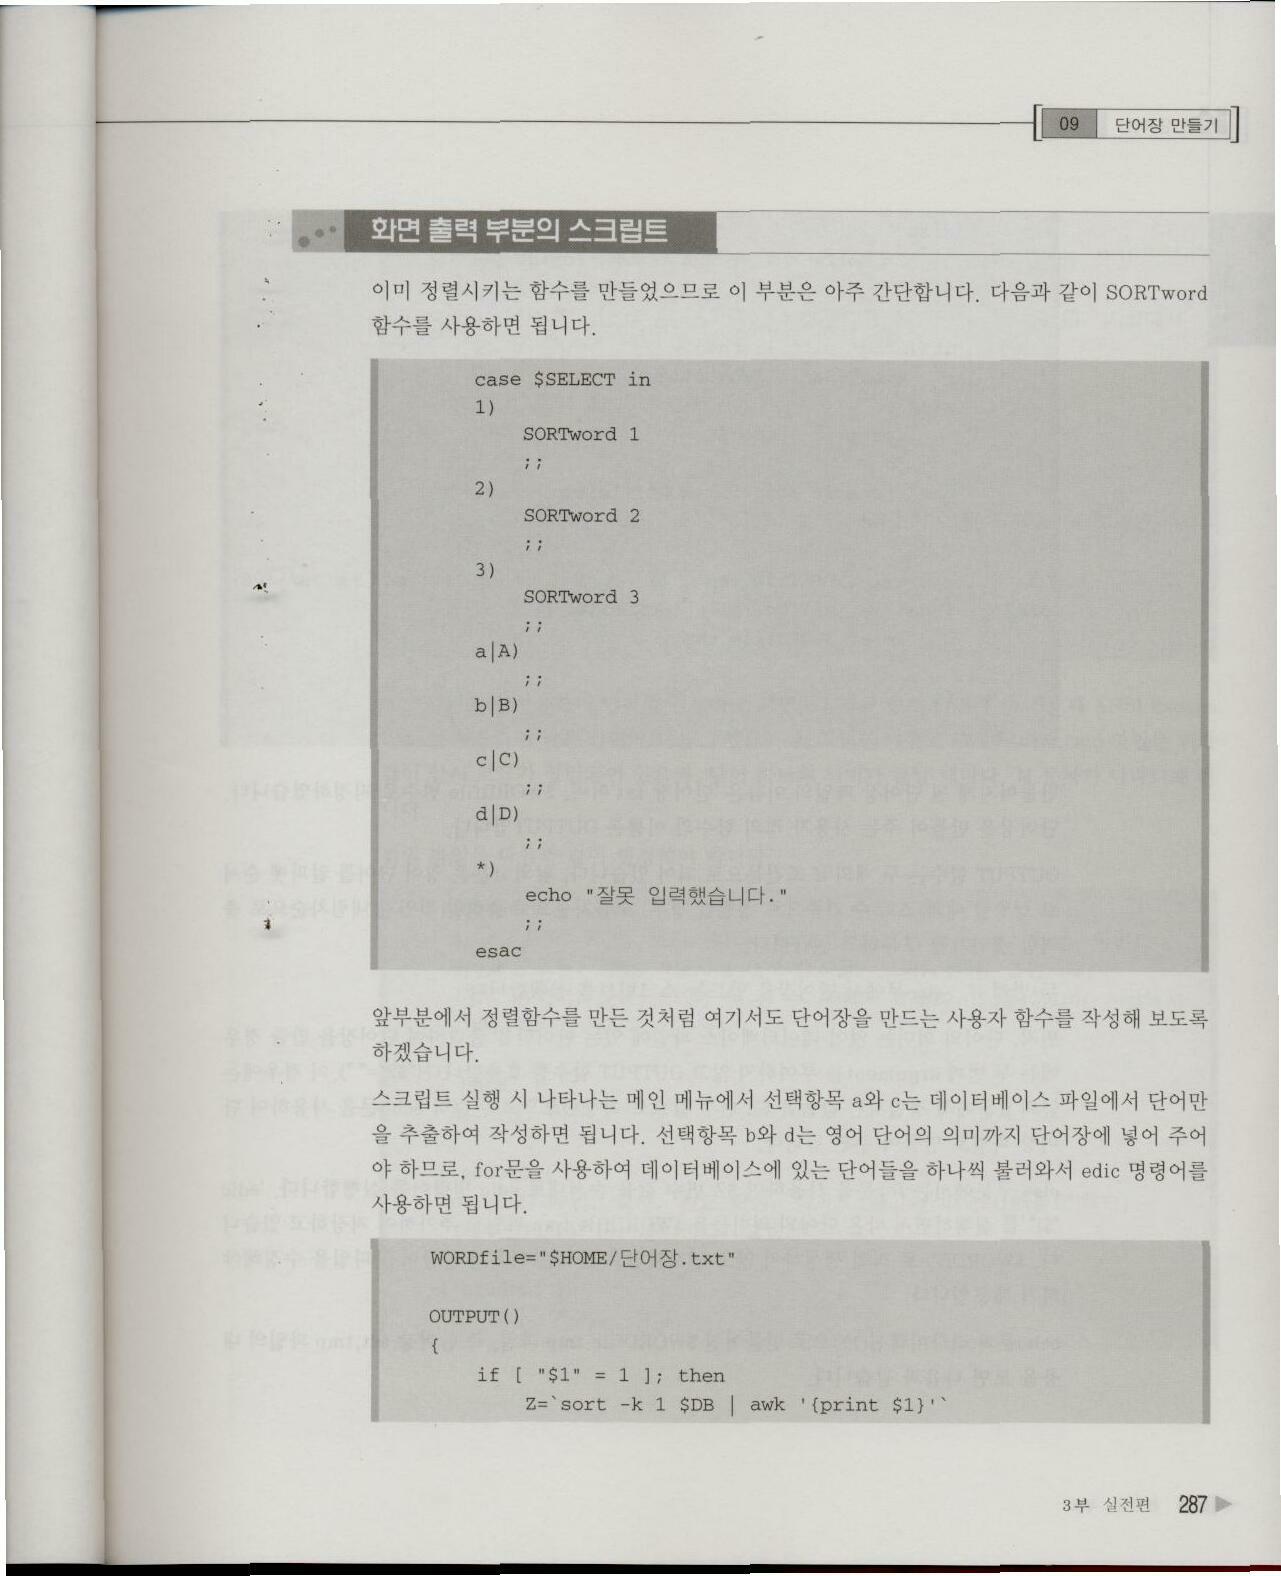 09 단어장 만들기
화면 출력 부분의 스크립트
이미 정렬시키는 함수를 만들었으므로 이 부분은 아주 간단합니다. 다음과 같이 SORTword
함수를 사용하면 됩니다.
case $SELECT in
1)
SORTword 1
;;
2)
SORTword 2
;;
3)
SORTword 3
;;
a|A)
;;
b|B)
;;
c|C)
;;
d|D)
;;
*)
echo "잘못 입력했습니다."
;;
esac
앞부분에서 정렬함수를 만든 것처럼 여기서도 단어장을 만드는 사용자 함수를 작성해 보도록
하겠습니다.
스크립트 실행 시 나타나는 메인 메뉴에서 선택항목 a와 c는 데이터베이스 파일에서 단어만
을 추출하여 작성하면 됩니다. 선택항목 b와 d는 영어 단어의 의미까지 단어장에 넣어 주어
야 하므로, for문을 사용하여 데이터베이스에 있는 단어들을 하나씩 불러와서 edic 명령어를
사용하면 됩니다.
WORDfile="$HOME/단어장.txt"
OUTPUT()
{
if [ "$1" = 1 ]; then
Z=`sort -k 1 $DB | awk '{print $1}'`
3부 실전편 287